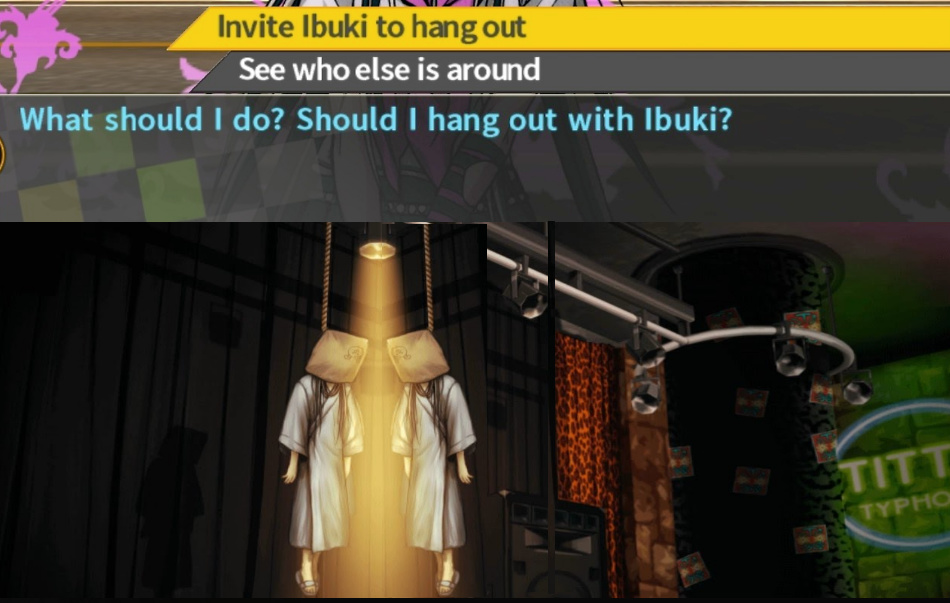 Invite Ibuki to hang out
See who else is around
What should I do? Should I hang out with Ibuki?
TITT
TYPHO